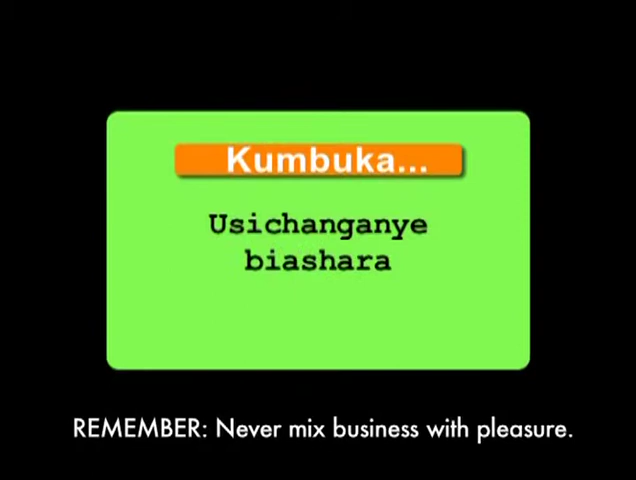 Kumbuka...
Usichanganye
biashara
REMEMBER: Never mix business with pleasure.